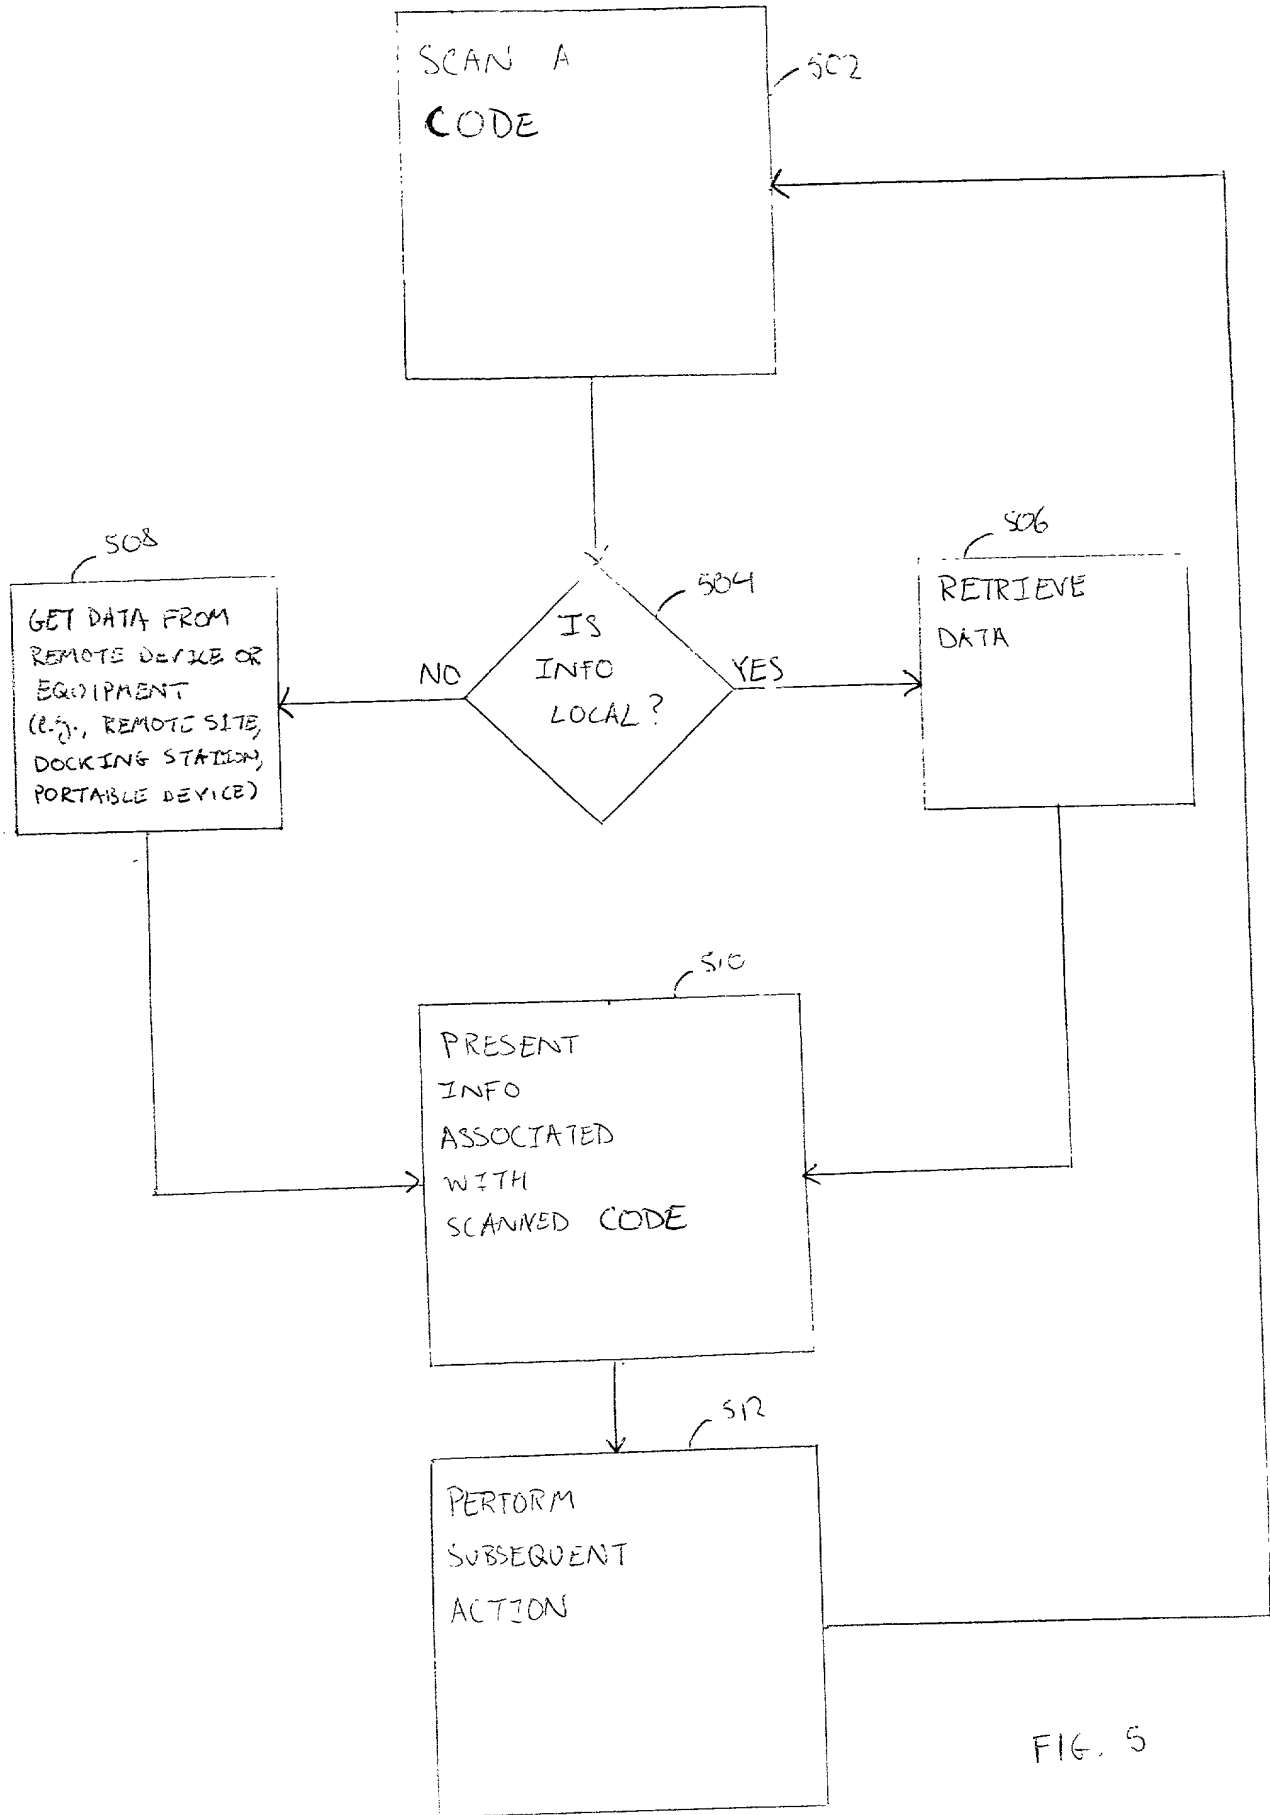 SCAN A
CODE
502
508
GET DATA FROM
REMOTE DEVICE OR
EQUIPMENT
(e.g., REMOTE SITE,
DOCKING STATION,
PORTABLE DEVICE)
NO
504
IS
INFO
LOCAL?
YES
506
RETRIEVE
DATA
510
PRESENT
INFO
ASSOCIATED
WITH
SCANNED CODE
512
PERFORM
SUBSEQUENT
ACTION
FIG. 5